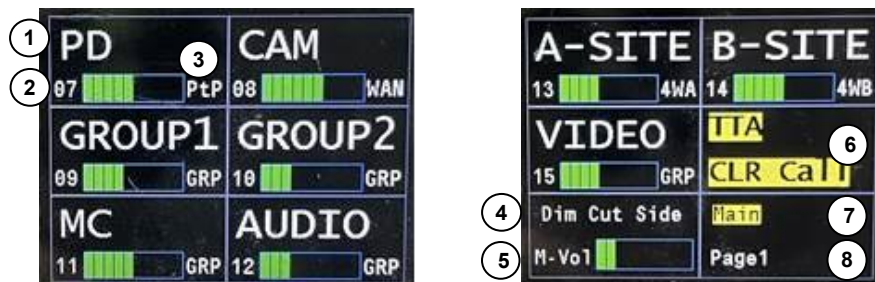 1 PD CAM
2 07 3 PtP 08 WAN
GROUP1 GROUP2
09 GRP 10 GRP
MC AUDIO
11 GRP 12 GRP
A-SITE B-SITE
13 4WA 14 4WB
VIDEO TTA
15 GRP CLR Call 6
4 Dim Cut Side Main 7
5 M-Vol Page1 8